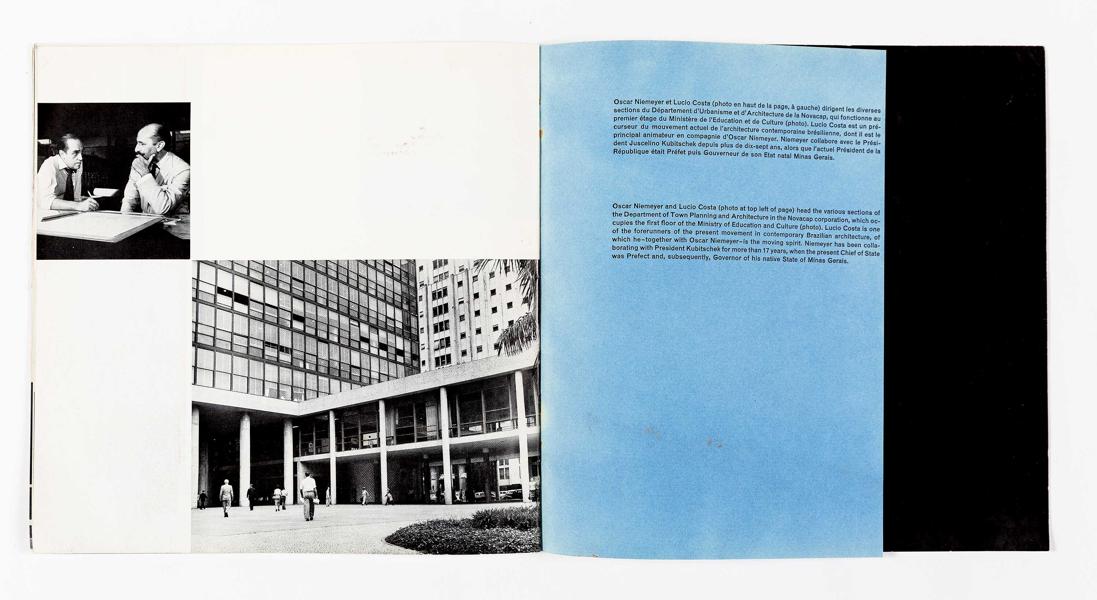 Oscar Niemeyer et Lucio Costa (photo en haut de la page, à gauche) dirigent les diverses
sections du Département d'Urbanisme et d'Architecture de la Novacap, qui fonctionne au
premier étage du Ministère de l'Education et de Culture (photo). Lucio Costa est un pré-
curseur du mouvement actuel de l'architecture contemporaine brésilienne, dont il est le
principal animateur en compagnie d'Oscar Niemeyer. Niemeyer collabore avec le Prési-
dent Juscelino Kubitschek depuis plus de dix-sept ans, alors que l'actuel Président de la
République était Préfet puis Gouverneur de son Etat natal Minas Gerais.
Oscar Niemeyer and Lucio Costa (photo at top left of page) head the various sections of
the Department of Town Planning and Architecture in the Novacap corporation, which oc-
cupies the first floor of the Ministry of Education and Culture (photo). Lucio Costa is one
of the forerunners of the present movement in contemporary Brazilian architecture, of
which he–together with Oscar Niemeyer–is the moving spirit. Niemeyer has been colla-
borating with President Kubitschek for more than 17 years, when the present Chief of State
was Prefect and, subsequently, Governor of his native State of Minas Gerais.